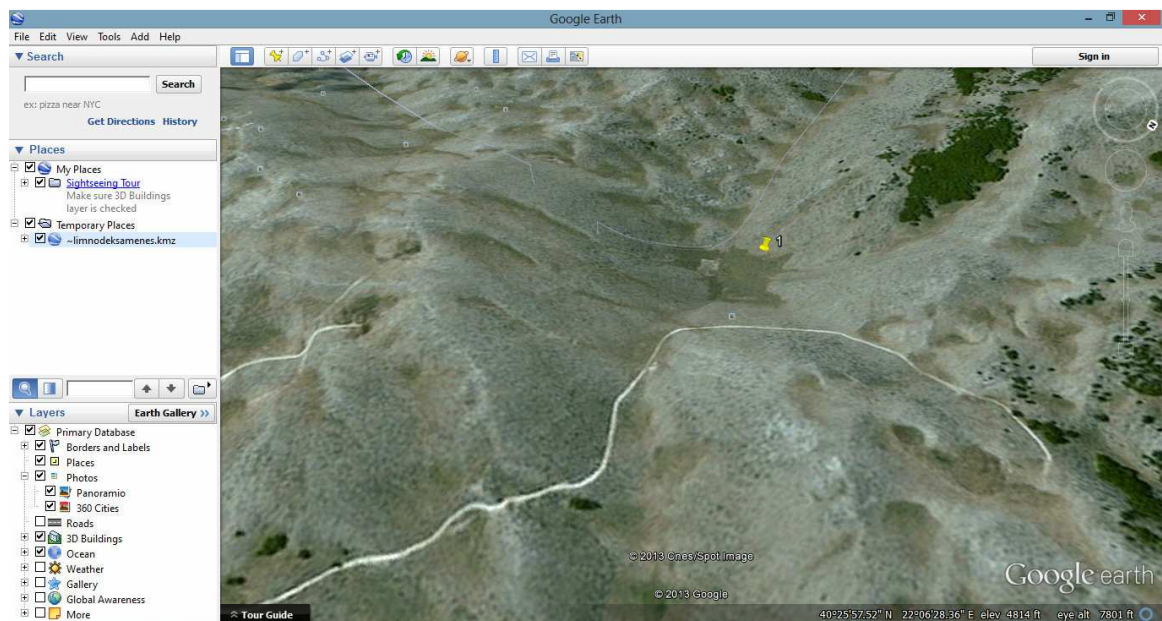 Google Earth
File Edit View Tools Add Help
▼ Search
Search
ex: pizza near NYC
Get Directions History
▼ Places
My Places
Sightseeing Tour
Make sure 3D Buildings
layer is checked
Temporary Places
~limnodeksamenes.kmz
▼ Layers
Earth Gallery >>
Primary Database
Borders and Labels
Places
Photos
Panoramio
360 Cities
Roads
3D Buildings
Ocean
Weather
Gallery
Global Awareness
More
Sign in
N
1
© 2013 Cnes/Spot Image
© 2013 Google
Google earth
Tour Guide
40°25'57.52" N 22°06'28.36" E elev 4814 ft eye alt 7801 ft